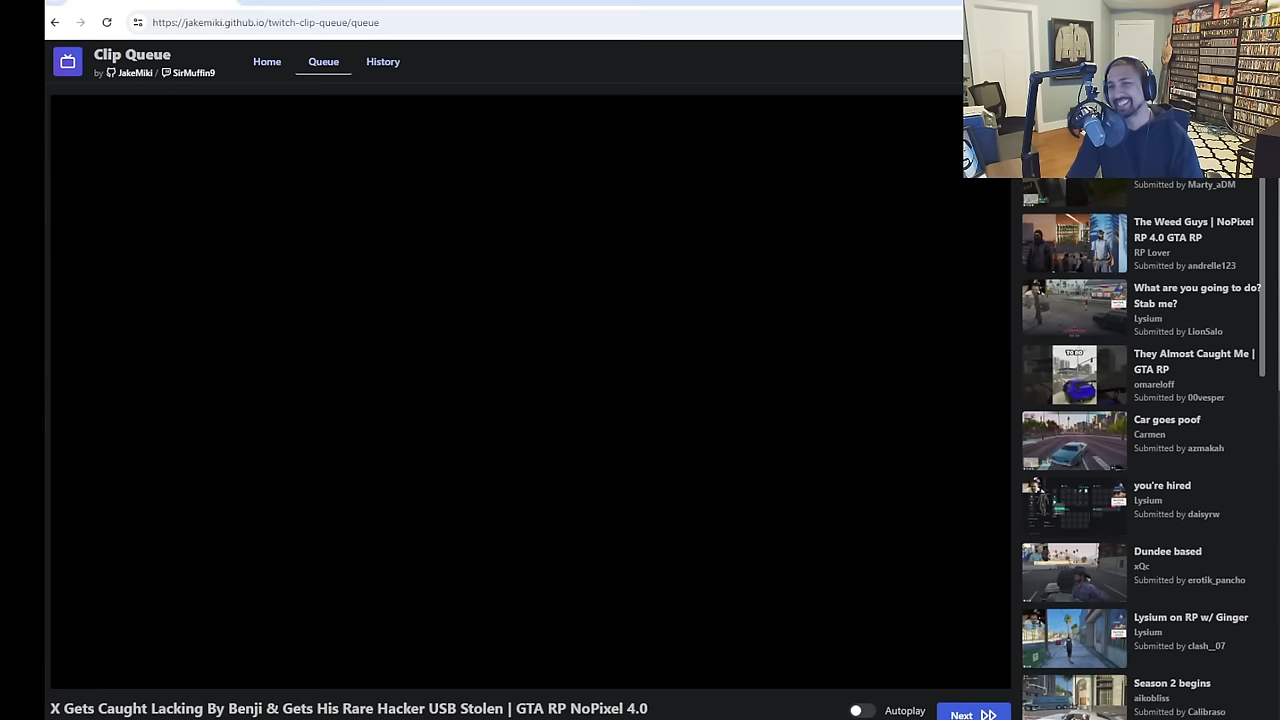 https://jakemiki.github.io/twitch-clip-queue/queue
Clip Queue
by JakeMiki / SirMuffin9
Home
Queue
History
Submitted by Marty_aDM
The Weed Guys | NoPixel
RP 4.0 GTA RP
RP Lover
Submitted by andrelle123
What are you going to do?
Stab me?
Lysium
Submitted by LionSalo
TO DO
They Almost Caught Me |
GTA RP
omareloff
Submitted by 00vesper
Car goes poof
Carmen
Submitted by azmakah
you're hired
Lysium
Submitted by daisyrw
Dundee based
xQc
Submitted by erotik_pancho
Lysium on RP w/ Ginger
Lysium
Submitted by clash__07
Season 2 begins
aikobliss
Submitted by Calibraso
X Gets Caught Lacking By Benji & Gets His Rare Hacker USB Stolen | GTA RP NoPixel 4.0
Autoplay
Next